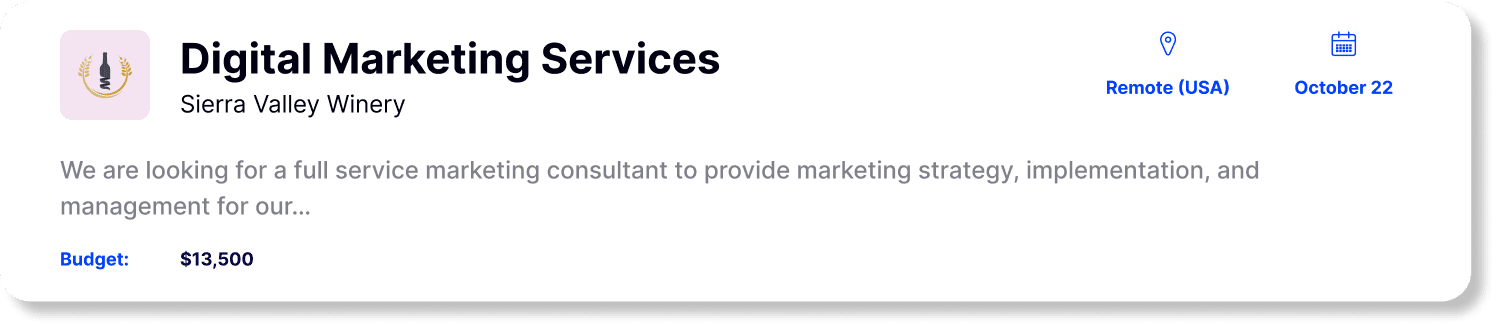 Digital Marketing Services
Sierra Valley Winery
Remote (USA)
October 22
We are looking for a full service marketing consultant to provide marketing strategy, implementation, and
management for our...
Budget: $13,500